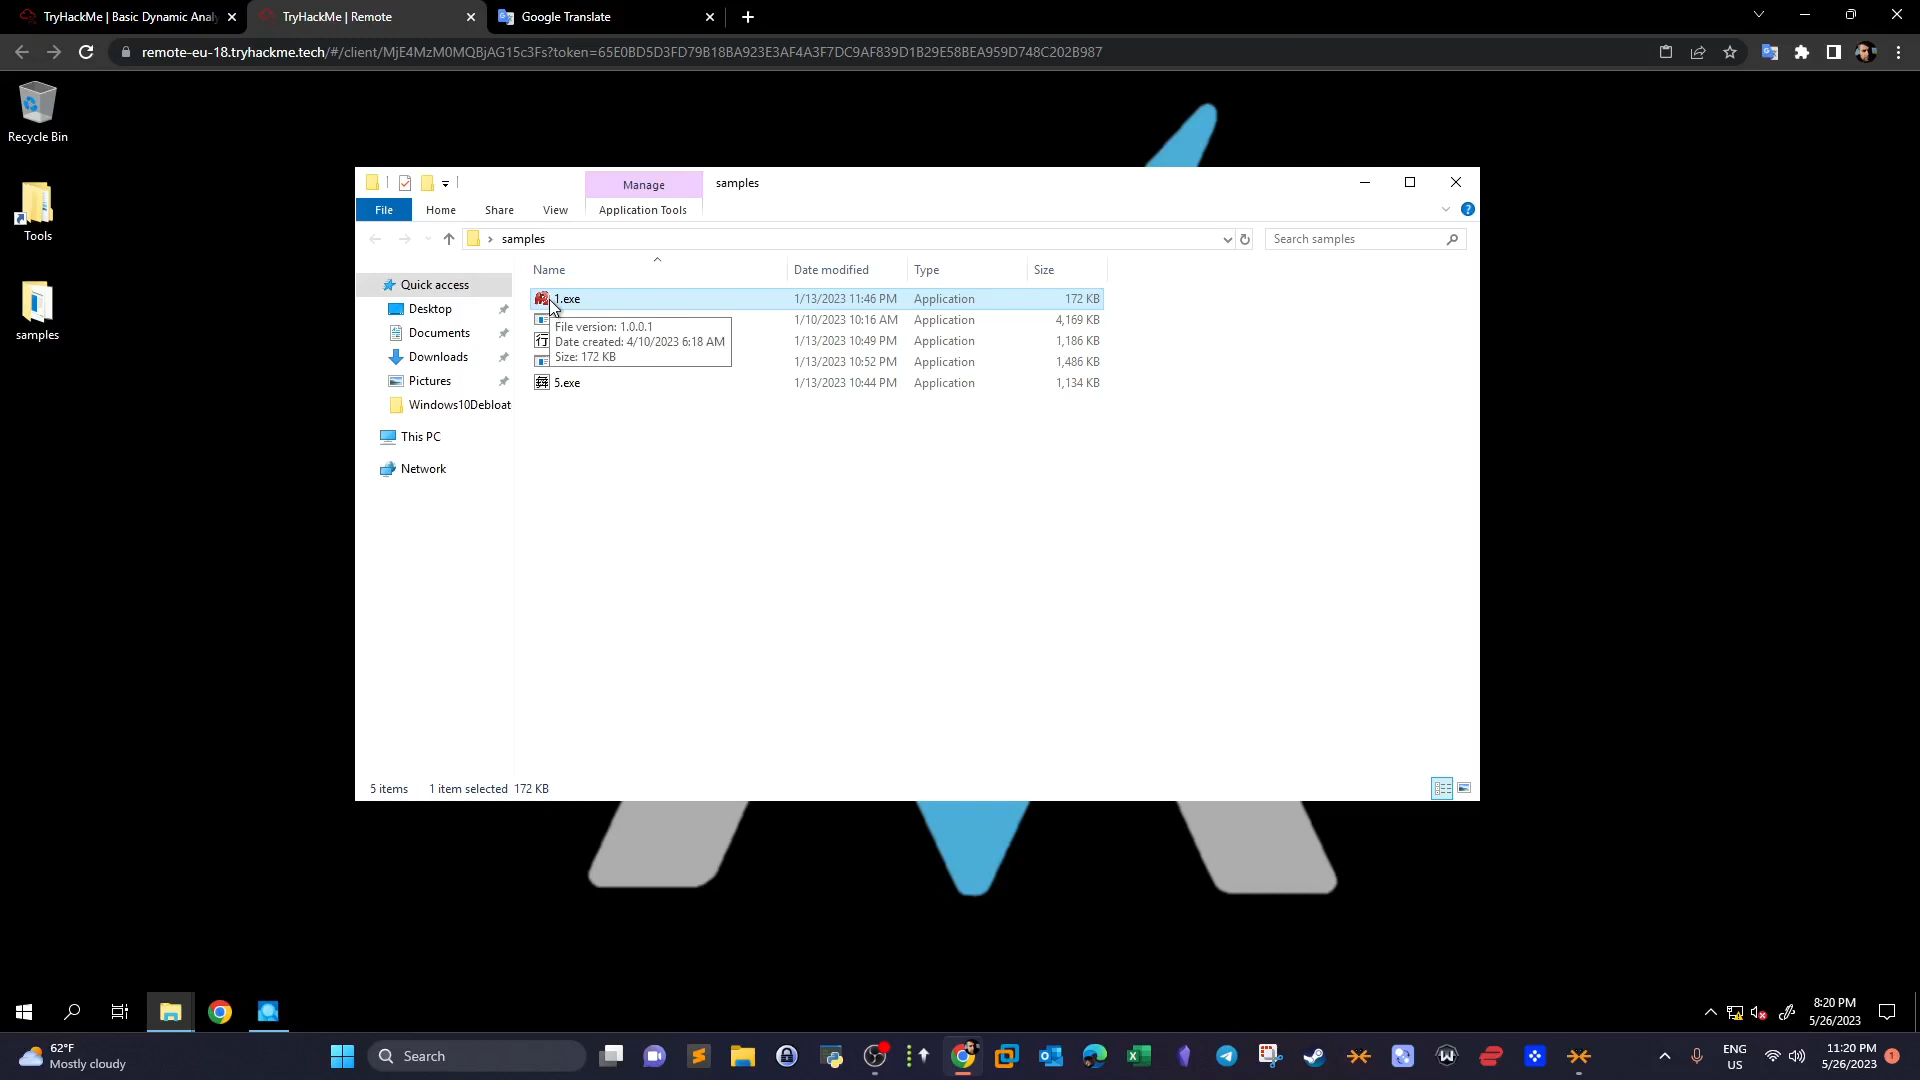 TryHackMe | Basic Dynamic Analy
TryHackMe | Remote
Google Translate
remote-eu-18.tryhackme.tech/#/client/MjE4MzM0MQBjAG15c3Fs?token=65E0BD5D3FD79B18BA923E3AF4A3F7DC9AF839D1B29E58BEA959D748C202B987
Recycle Bin
Tools
samples
Manage
samples
File
Home
Share
View
Application Tools
samples
Search samples
Name
Date modified
Type
Size
Quick access
Desktop
Documents
Downloads
Pictures
Windows10Debloat
This PC
Network
1.exe 1/13/2023 11:46 PM Application 172 KB
1/10/2023 10:16 AM Application 4,169 KB
行 1/13/2023 10:49 PM Application 1,186 KB
1/13/2023 10:52 PM Application 1,486 KB
5.exe 1/13/2023 10:44 PM Application 1,134 KB
File version: 1.0.0.1
Date created: 4/10/2023 6:18 AM
Size: 172 KB
5 items
1 item selected 172 KB
8:20 PM
5/26/2023
62°F
Mostly cloudy
Search
ENG
US
11:20 PM
5/26/2023
1